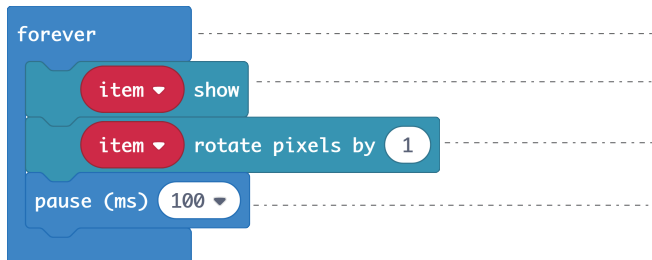 forever
item show
item rotate pixels by 1
pause (ms) 100